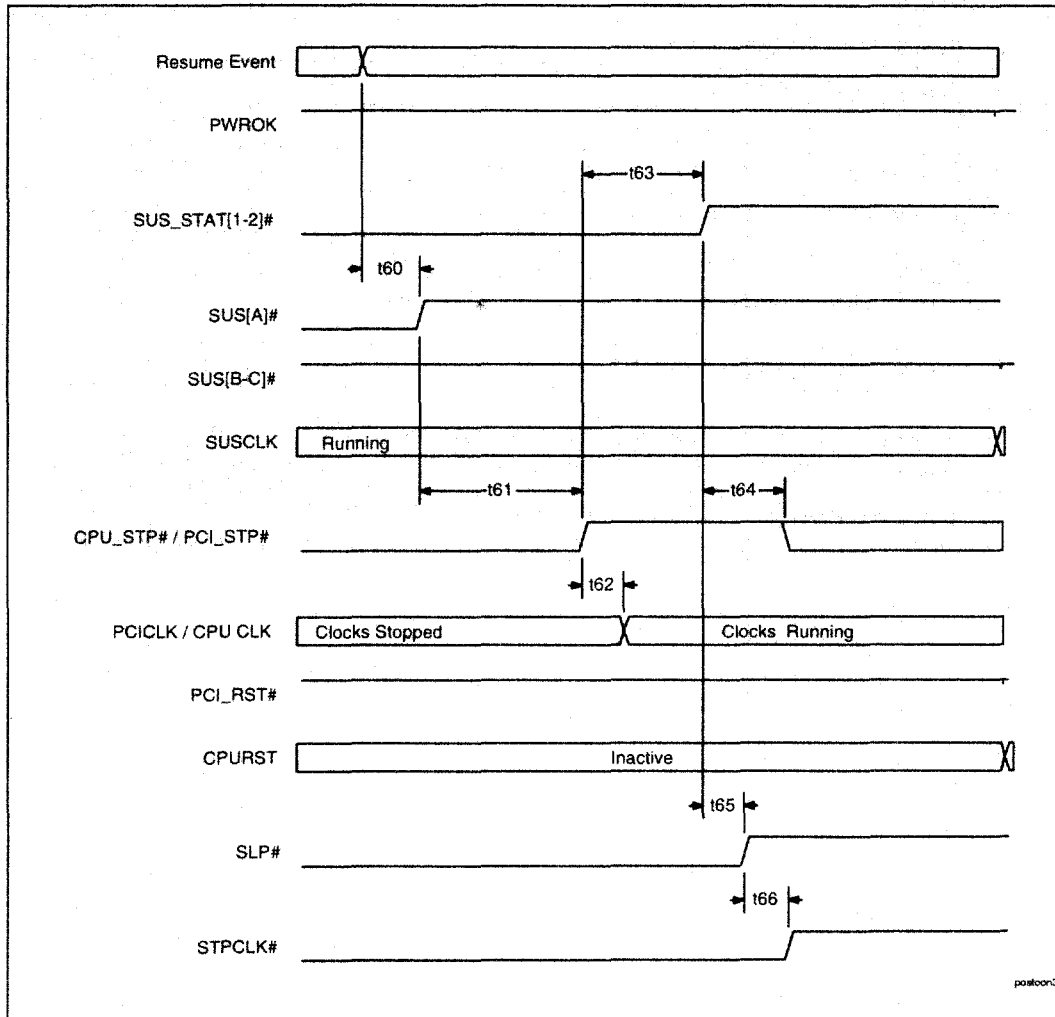 Resume Event
PWROK
t63
SUS_STAT[1-2]#
t60
SUS[A]#
SUS[B-C]#
SUSCLK
Running
t61
t64
CPU_STP# / PCI_STP#
t62
PCICLK / CPU CLK
Clocks Stopped
Clocks Running
PCI_RST#
CPURST
Inactive
t65
SLP#
t66
STPCLK#